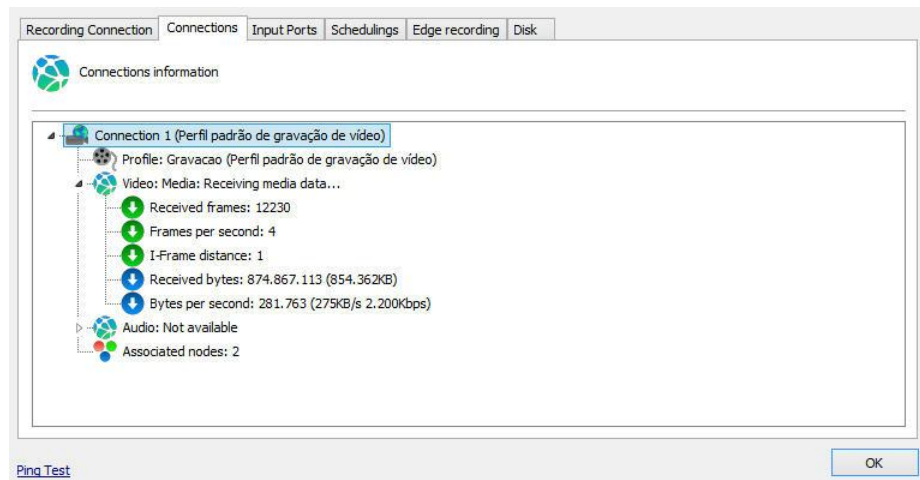 Recording Connection Connections Input Ports Schedulings Edge recording Disk
Connections information
Connection 1 (Perfil padrão de gravação de vídeo)
Profile: Gravacao (Perfil padrão de gravação de vídeo)
Video: Media: Receiving media data...
Received frames: 12230
Frames per second: 4
I-Frame distance: 1
Received bytes: 874.867.113 (854.362KB)
Bytes per second: 281.763 (275KB/s 2.200Kbps)
Audio: Not available
Associated nodes: 2
Ping Test
OK